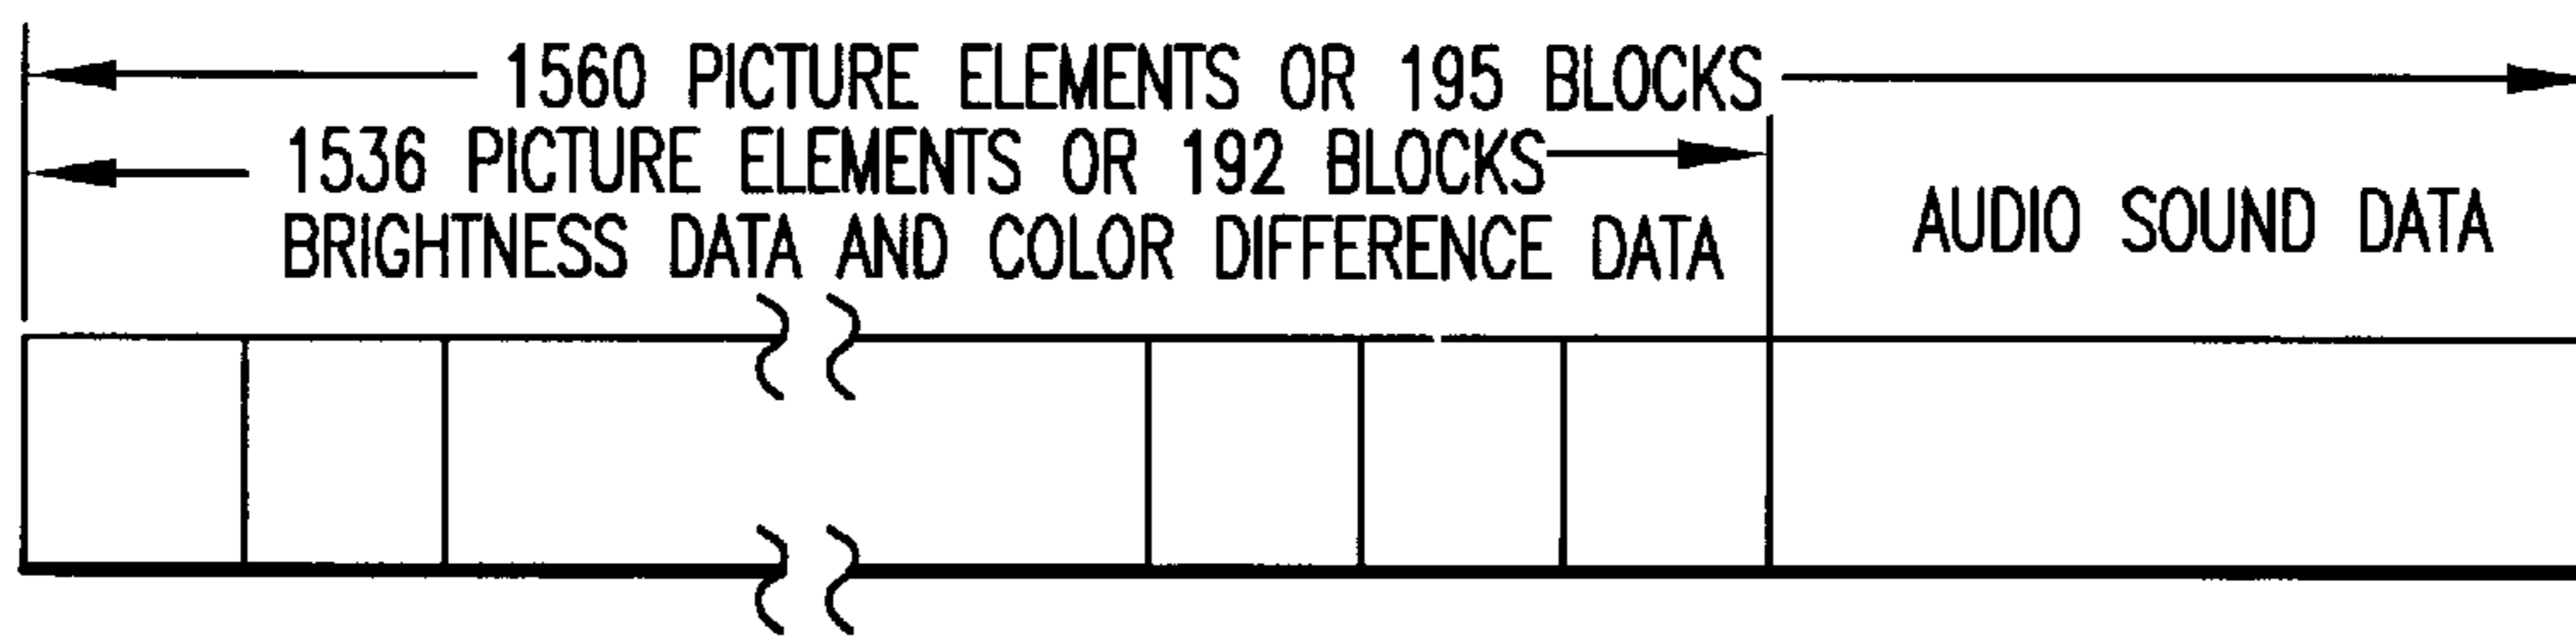 1560 PICTURE ELEMENTS OR 195 BLOCKS
1536 PICTURE ELEMENTS OR 192 BLOCKS
BRIGHTNESS DATA AND COLOR DIFFERENCE DATA
AUDIO SOUND DATA